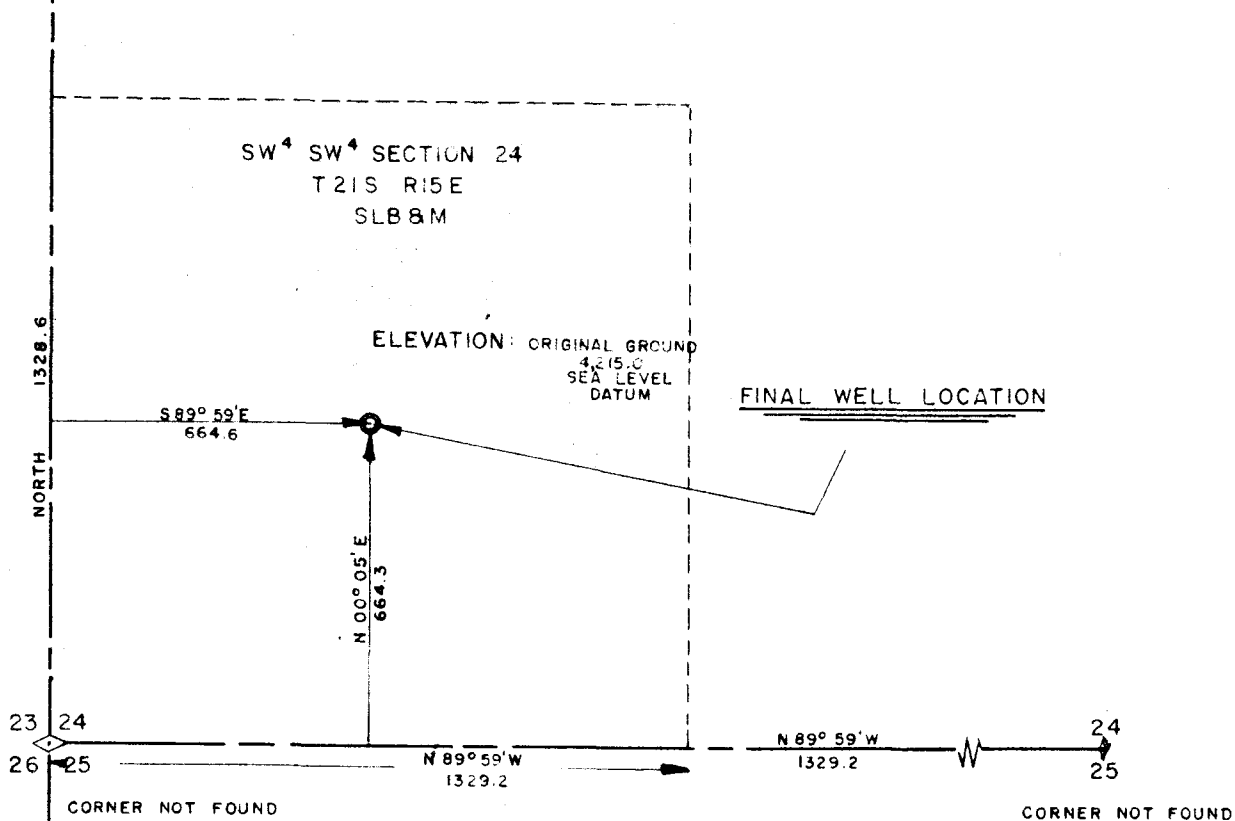 SW⁴ SW⁴ SECTION 24
T21S R15E
SLB&M
NORTH 1328.6
ELEVATION: ORIGINAL GROUND
4,215.0
SEA LEVEL
DATUM
FINAL WELL LOCATION
S 89° 59' E
664.6
N 00° 05' E
664.3
23 24
26 25
N 89° 59' W
1329.2
N 89° 59' W
1329.2
24
25
CORNER NOT FOUND
CORNER NOT FOUND